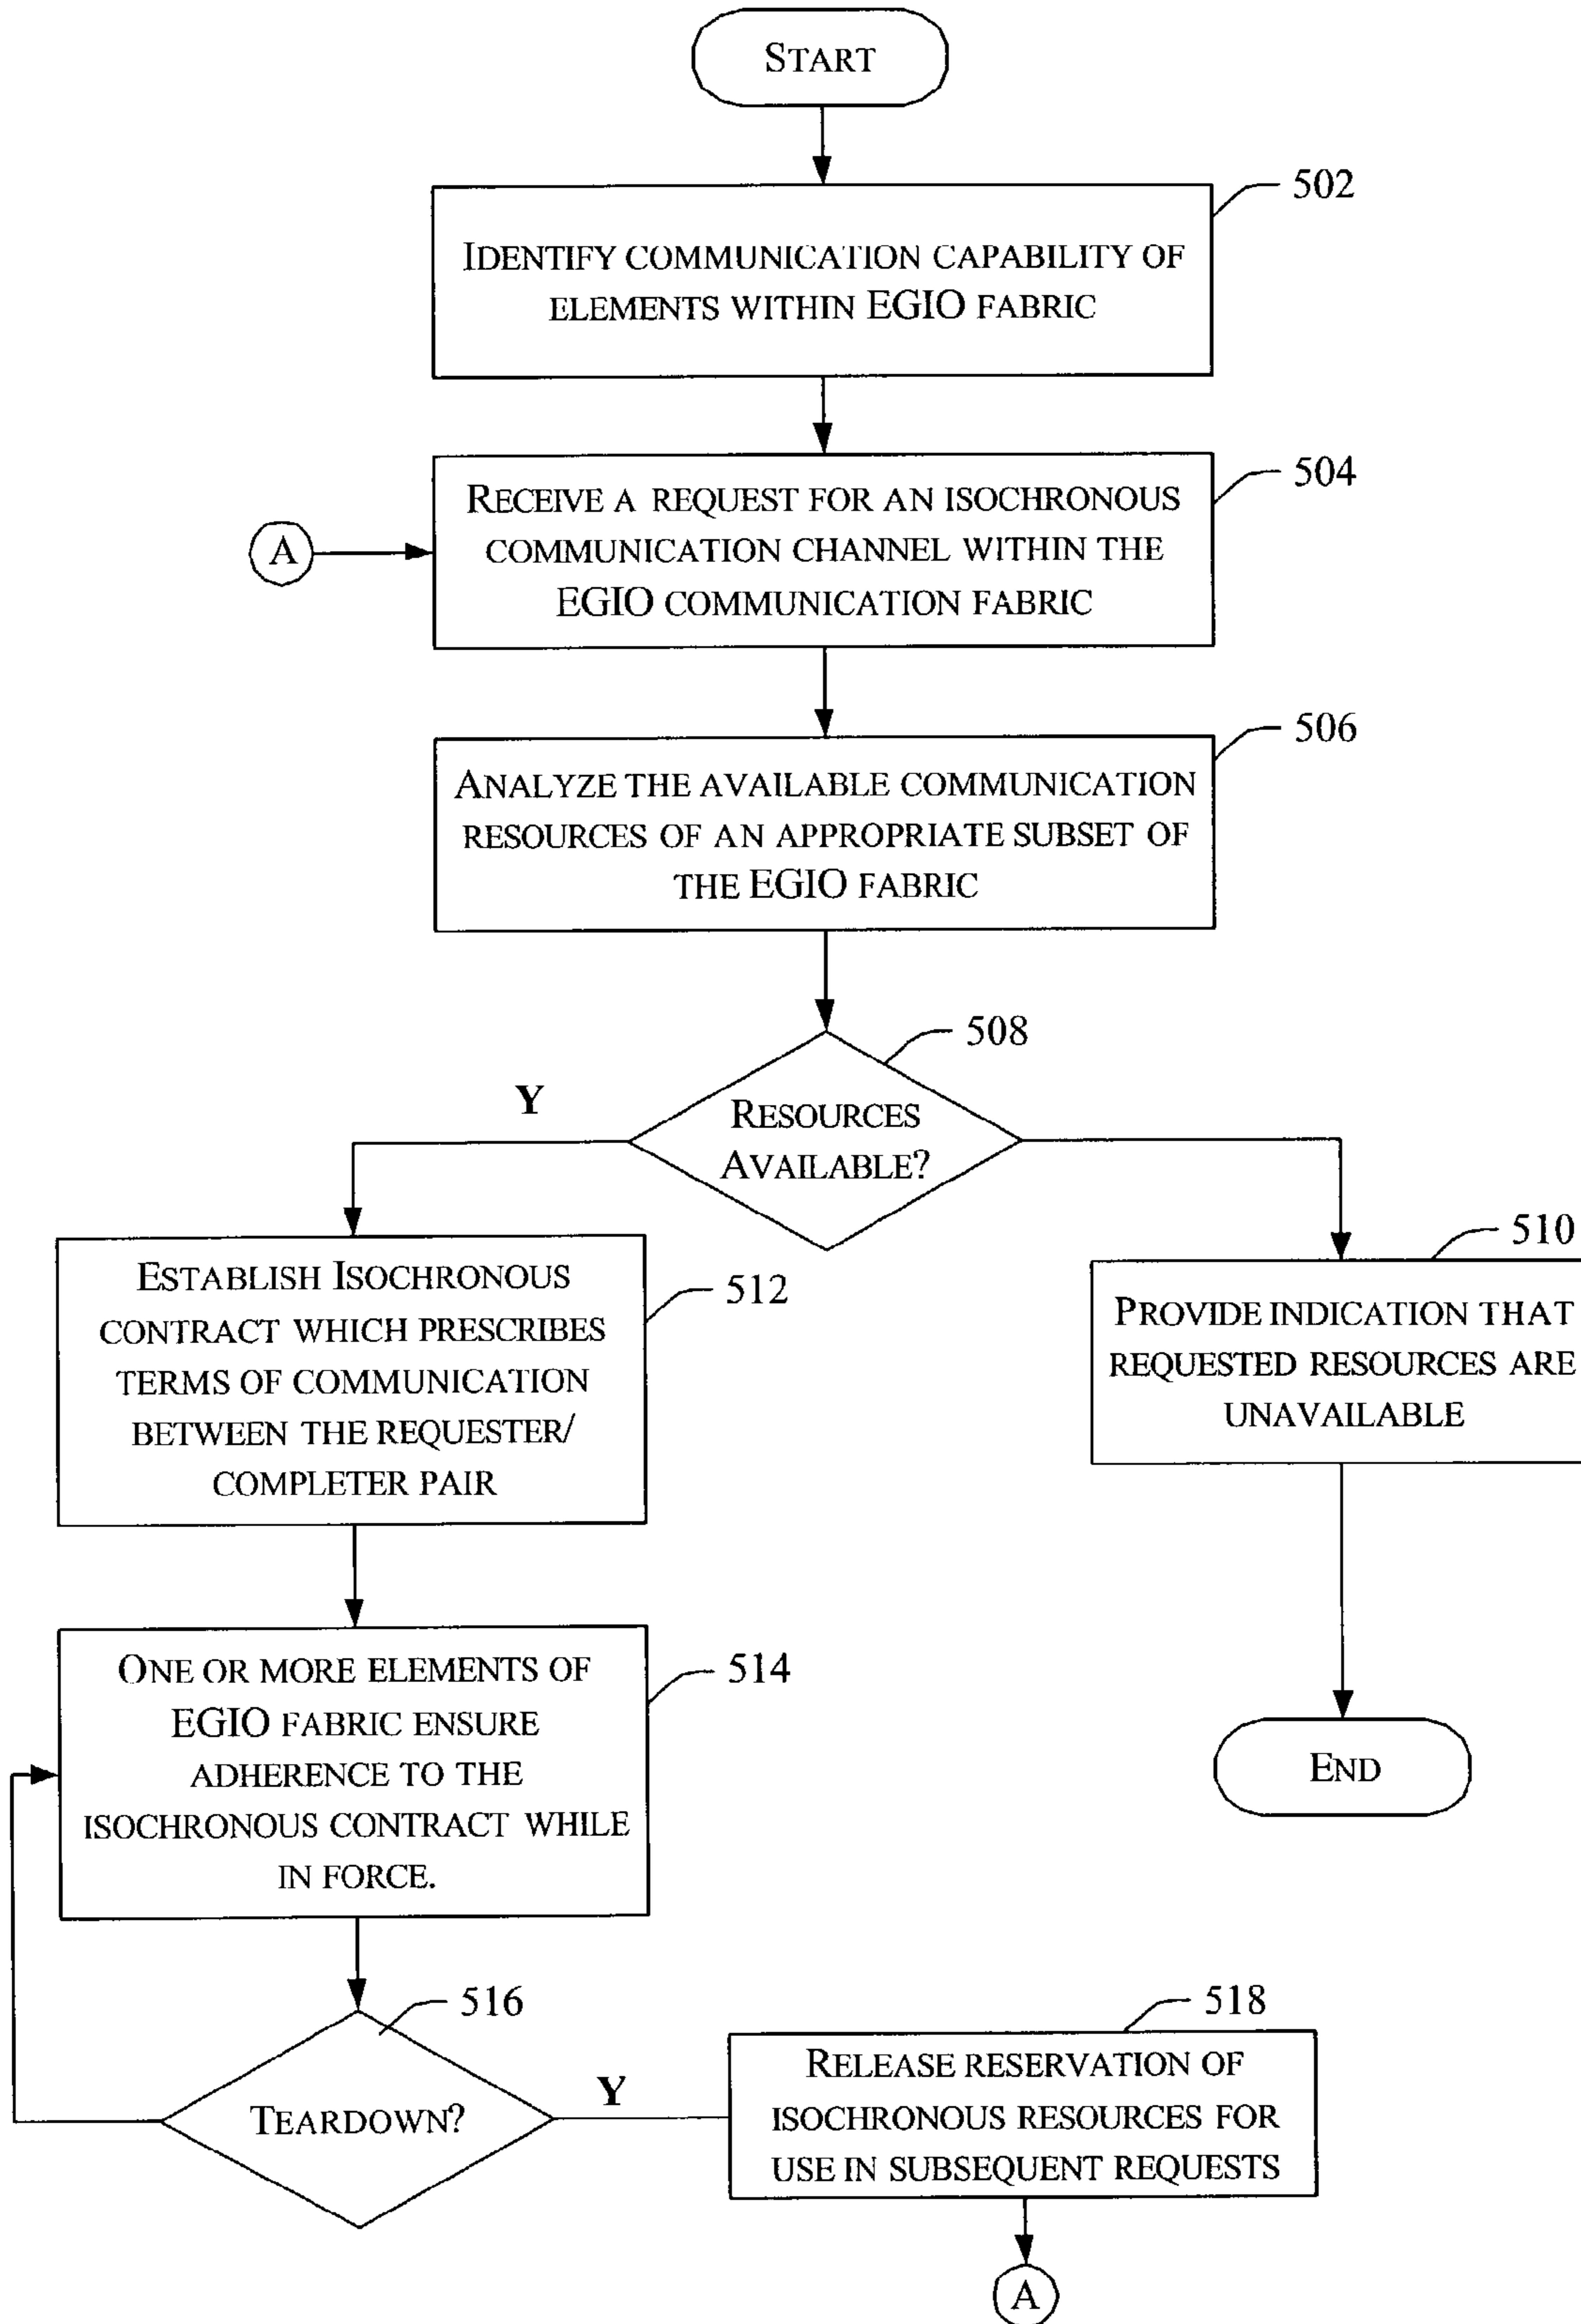 START
502
IDENTIFY COMMUNICATION CAPABILITY OF
ELEMENTS WITHIN EGIO FABRIC
504
RECEIVE A REQUEST FOR AN ISOCHRONOUS
COMMUNICATION CHANNEL WITHIN THE
EGIO COMMUNICATION FABRIC
A
506
ANALYZE THE AVAILABLE COMMUNICATION
RESOURCES OF AN APPROPRIATE SUBSET OF
THE EGIO FABRIC
508
RESOURCES
AVAILABLE?
Y
510
PROVIDE INDICATION THAT
REQUESTED RESOURCES ARE
UNAVAILABLE
END
512
ESTABLISH ISOCHRONOUS
CONTRACT WHICH PRESCRIBES
TERMS OF COMMUNICATION
BETWEEN THE REQUESTER/
COMPLETER PAIR
514
ONE OR MORE ELEMENTS OF
EGIO FABRIC ENSURE
ADHERENCE TO THE
ISOCHRONOUS CONTRACT WHILE
IN FORCE.
516
TEARDOWN?
Y
518
RELEASE RESERVATION OF
ISOCHRONOUS RESOURCES FOR
USE IN SUBSEQUENT REQUESTS
A